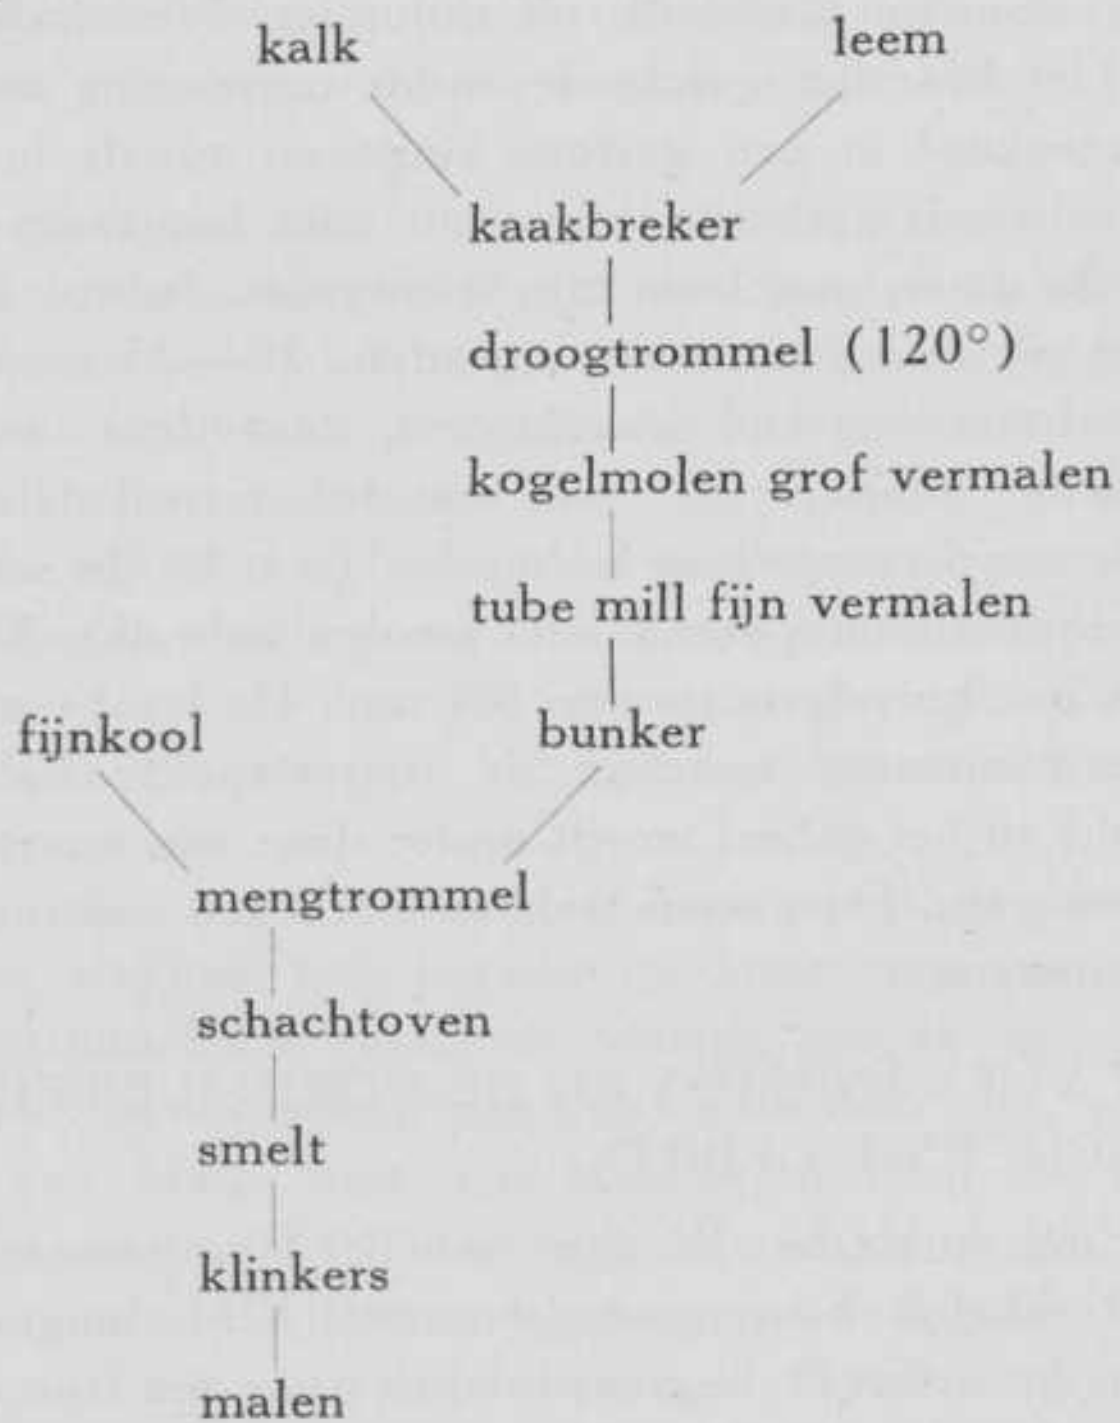 kalk leem
kaakbreker
droogtrommel (120°)
kogelmolen grof vermalen
tube mill fijn vermalen
fijnkool bunker
mengtrommel
schachtoven
smelt
klinkers
malen